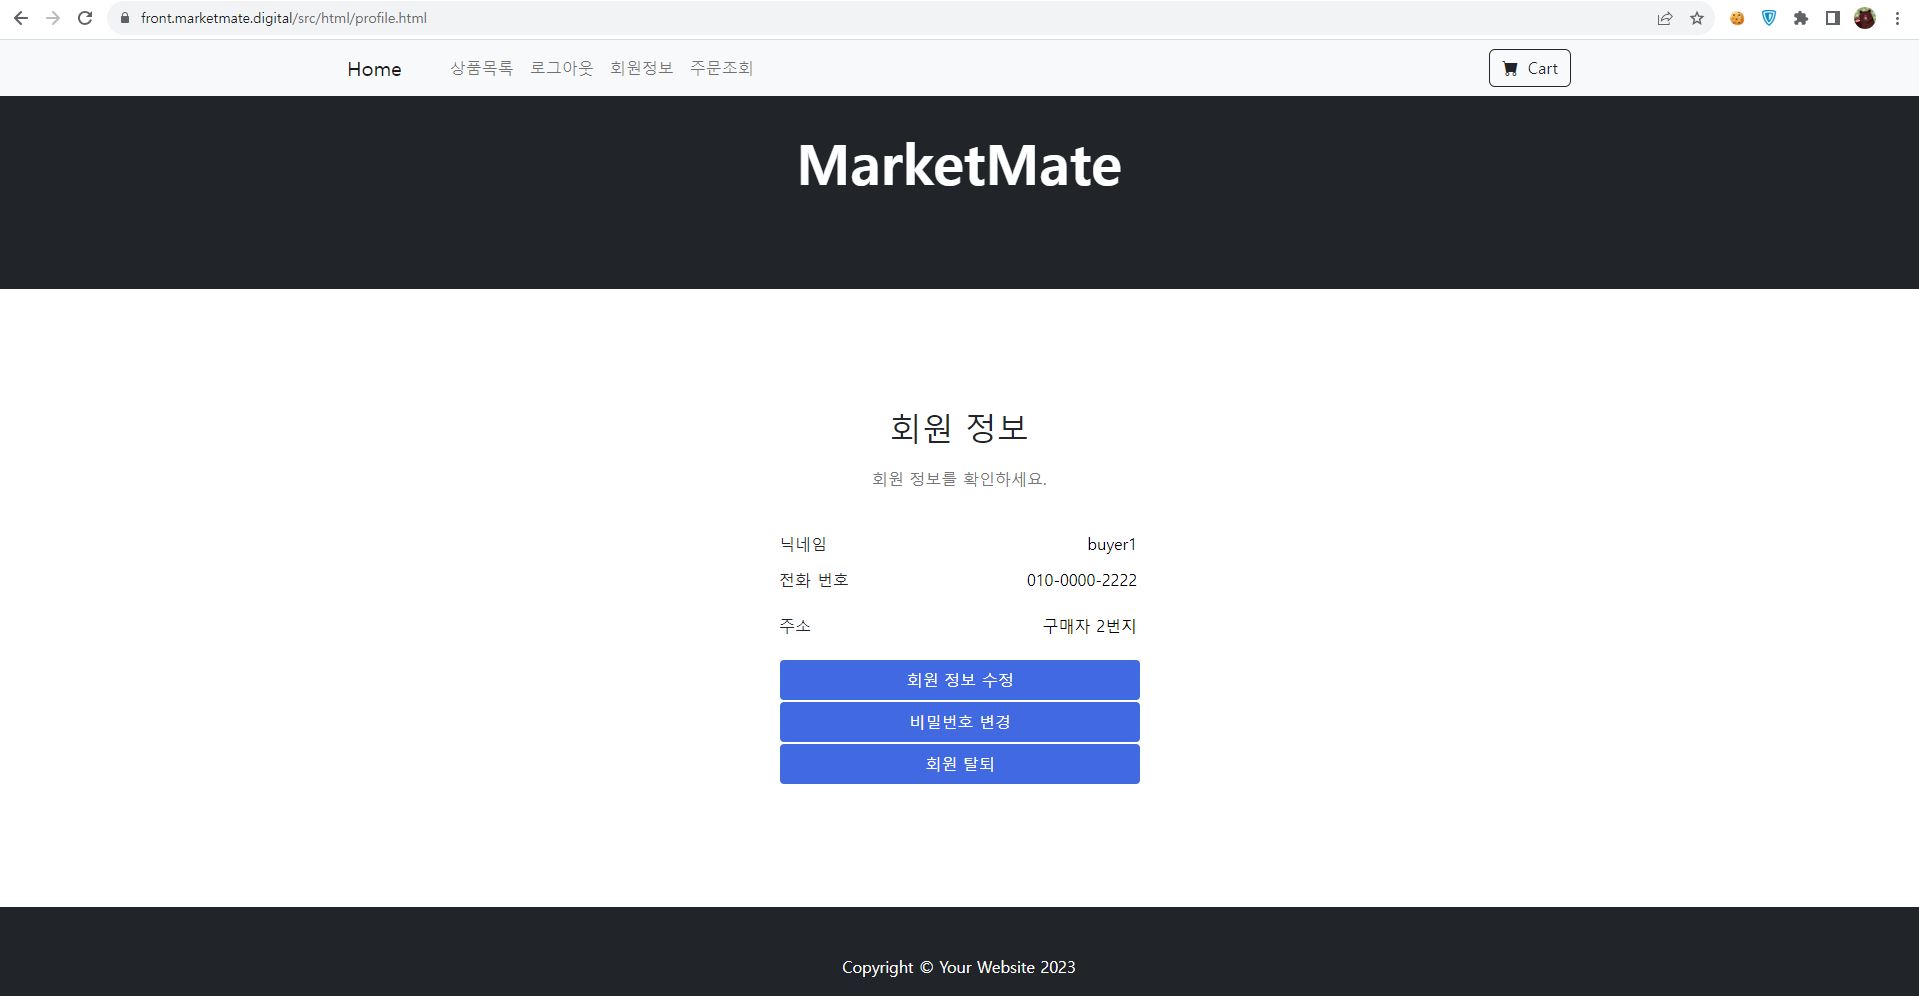 front.marketmate.digital/src/html/profile.html
Home 상품목록 로그아웃 회원정보 주문조회 Cart
MarketMate
회원 정보
회원 정보를 확인하세요.
닉네임 buyer1
전화 번호 010-0000-2222
주소 구매자 2번지
회원 정보 수정
비밀번호 변경
회원 탈퇴
Copyright © Your Website 2023